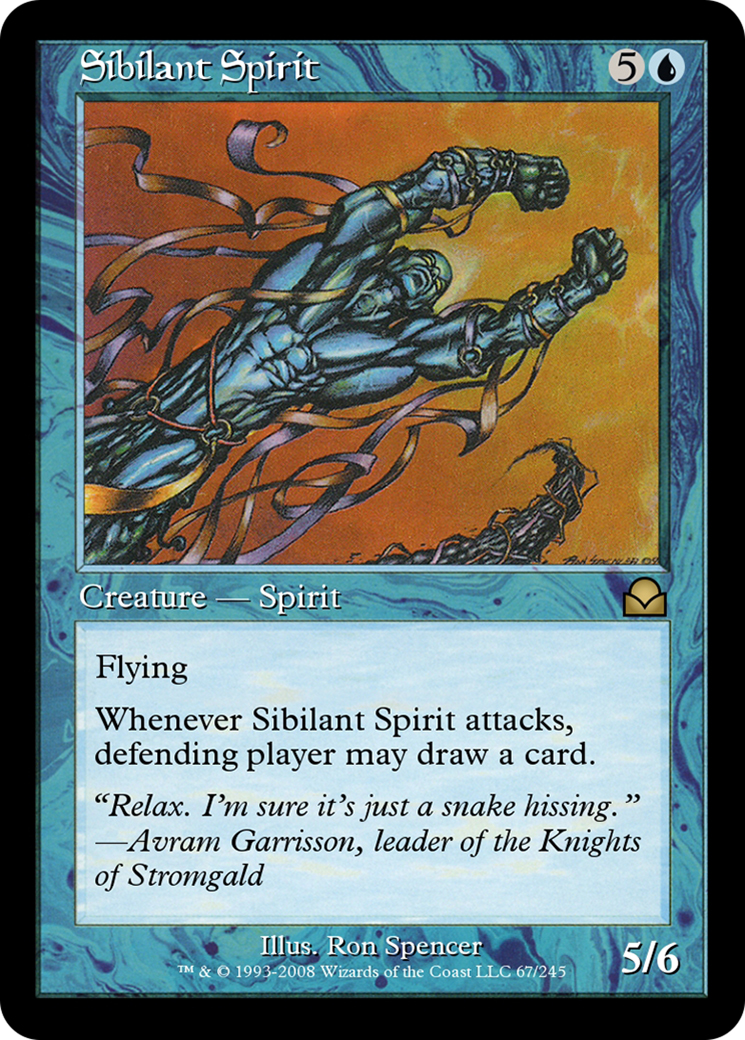 Sibilant Spirit 5
Creature — Spirit
Flying
Whenever Sibilant Spirit attacks,
defending player may draw a card.
“Relax. I'm sure it's just a snake hissing.”
—Avram Garrisson, leader of the Knights
of Stromgald
Illus. Ron Spencer
™ & © 1993-2008 Wizards of the Coast LLC 67/245
5/6